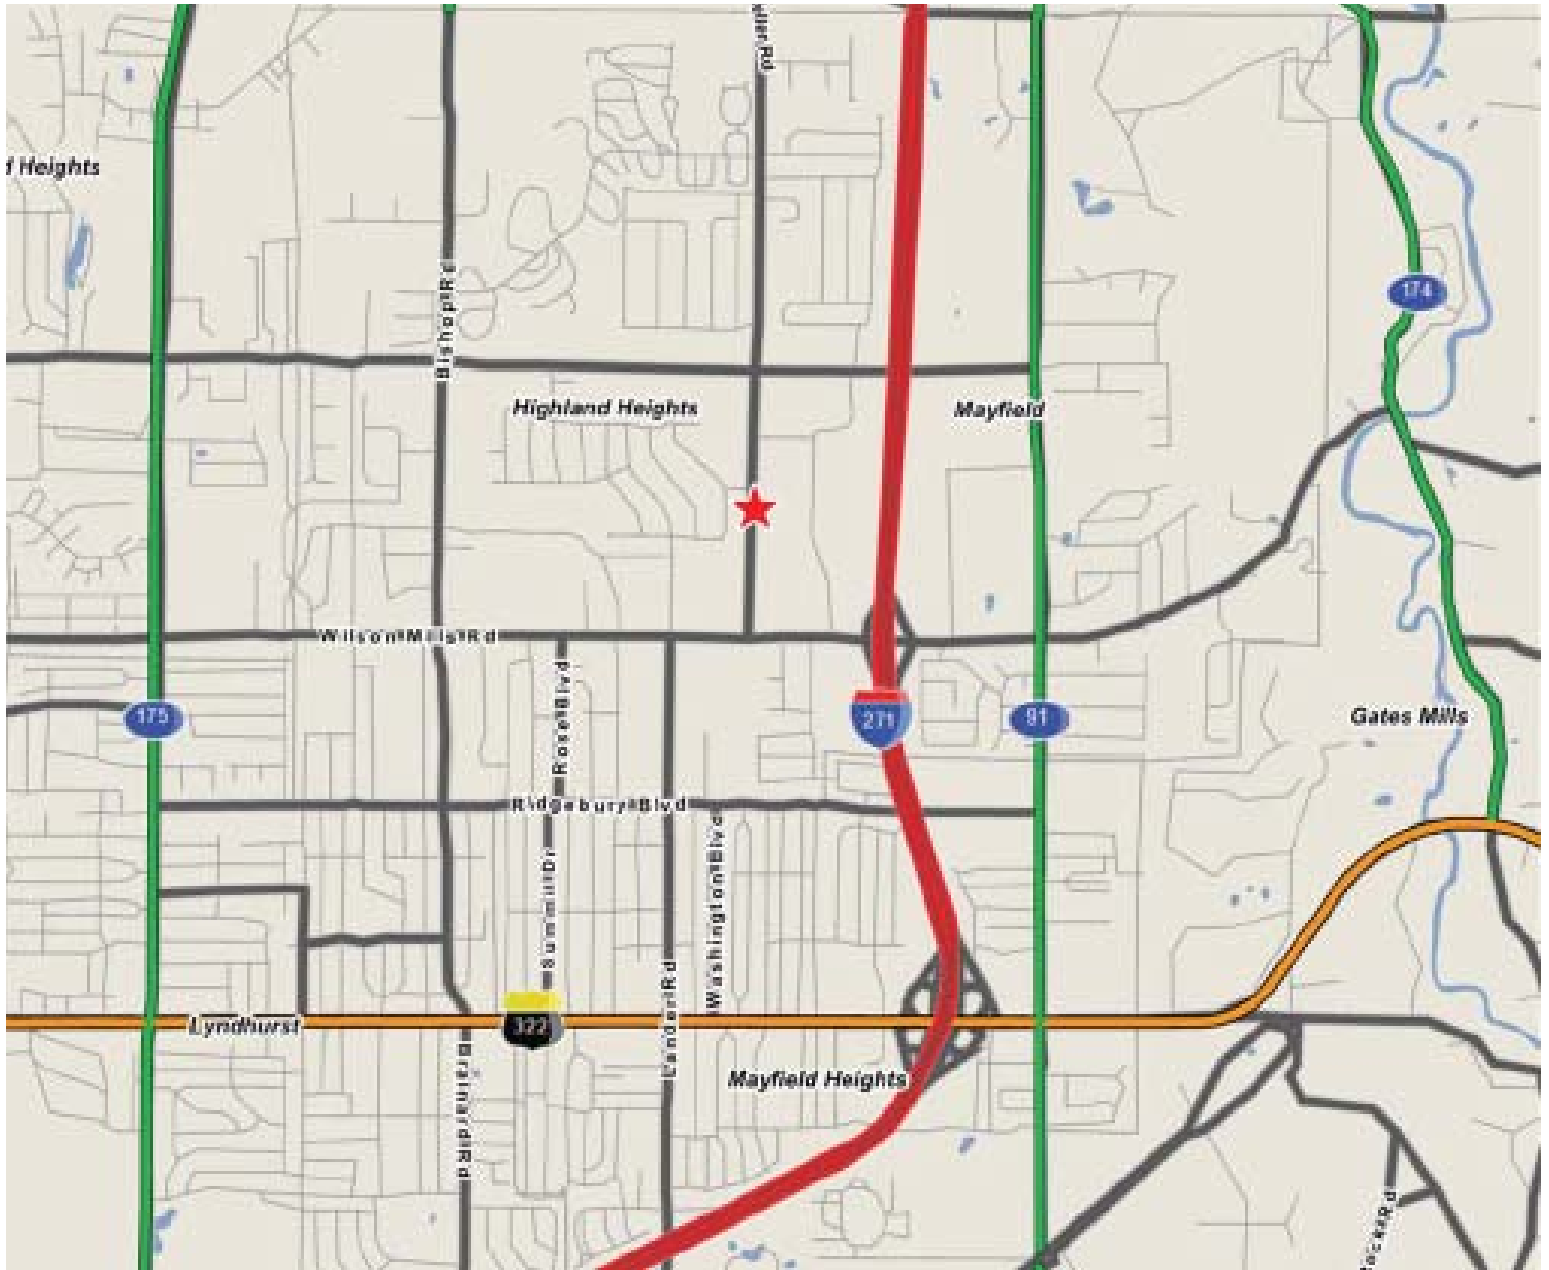 d Heights
Bishop Rd
174
Highland Heights
Mayfield
Wilson Mills Rd
Rose Blvd
175
271
91
Gates Mills
Ridgebury Blvd
Summit Dr
Washington Blvd
Lander Rd
Lyndhurst
322
Brainard Rd
Mayfield Heights